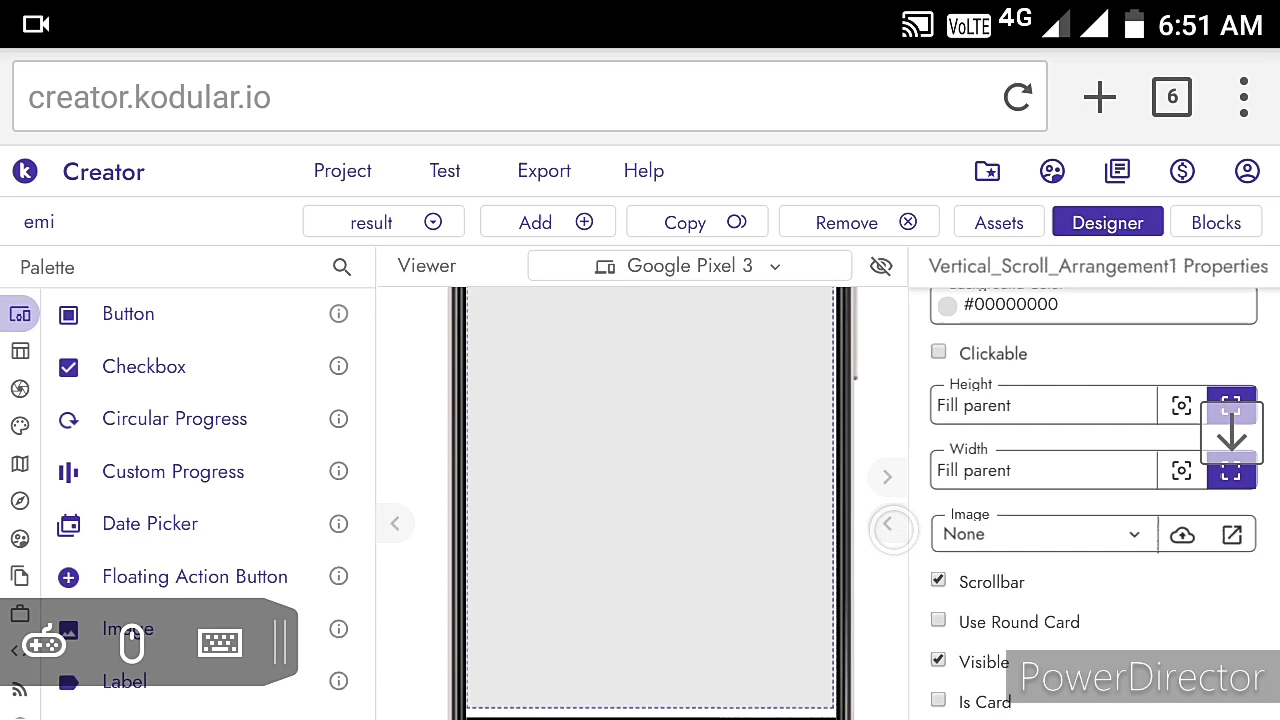 VoLTE 4G 6:51 AM
creator.kodular.io
6
k Creator Project Test Export Help
emi result Add Copy Remove Assets Designer Blocks
Palette Viewer Google Pixel 3 Vertical_Scroll_Arrangement1 Properties
Button
Checkbox
Circular Progress
Custom Progress
Date Picker
Floating Action Button
Image
Label
#00000000
Clickable
Height
Fill parent
Width
Fill parent
Image
None
Scrollbar
Use Round Card
Visible
Is Card
PowerDirector